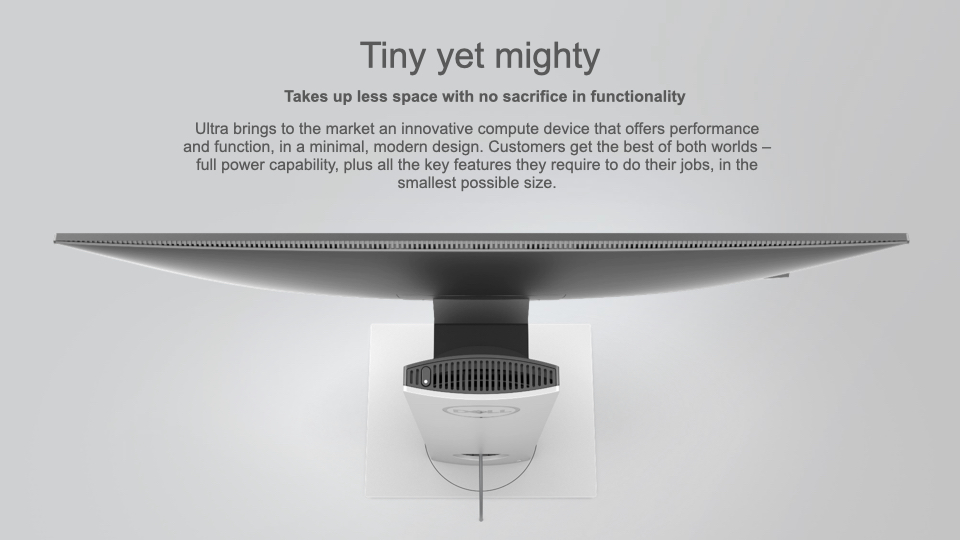 Tiny yet mighty
Takes up less space with no sacrifice in functionality
Ultra brings to the market an innovative compute device that offers performance
and function, in a minimal, modern design. Customers get the best of both worlds –
full power capability, plus all the key features they require to do their jobs, in the
smallest possible size.
DELL